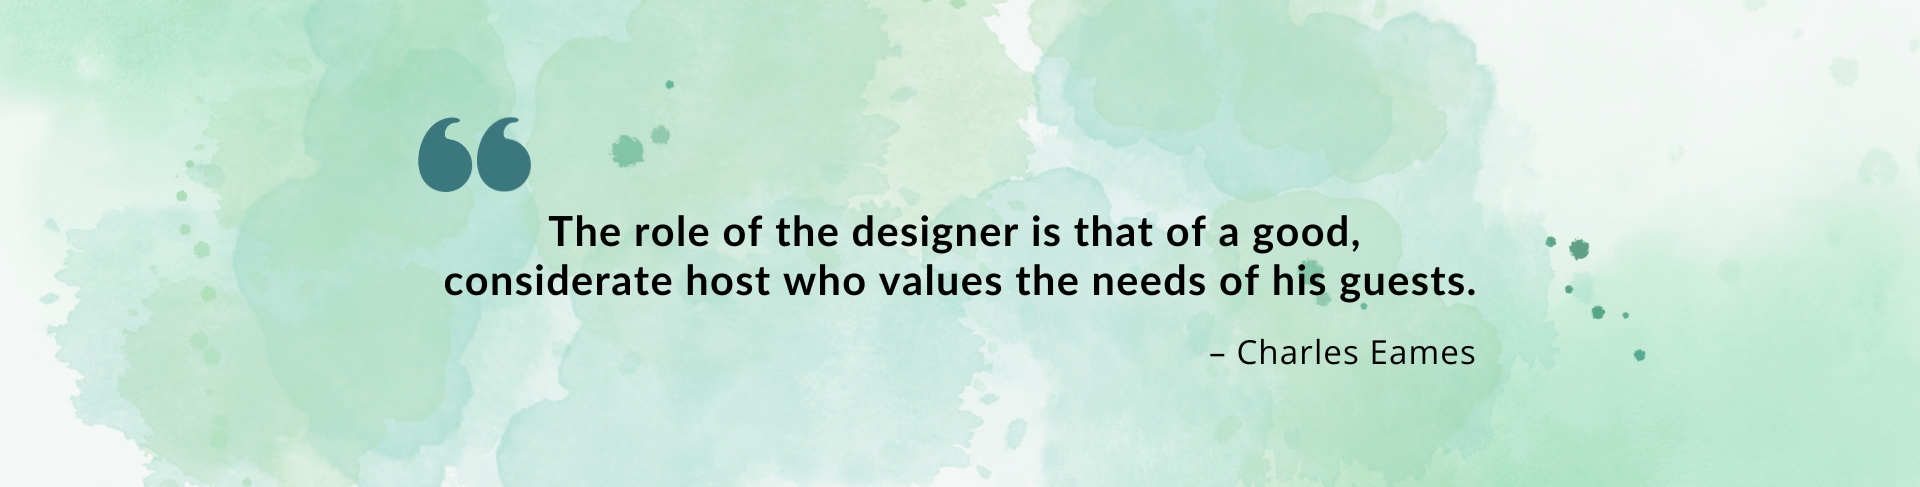 “
The role of the designer is that of a good,
considerate host who values the needs of his guests.
– Charles Eames